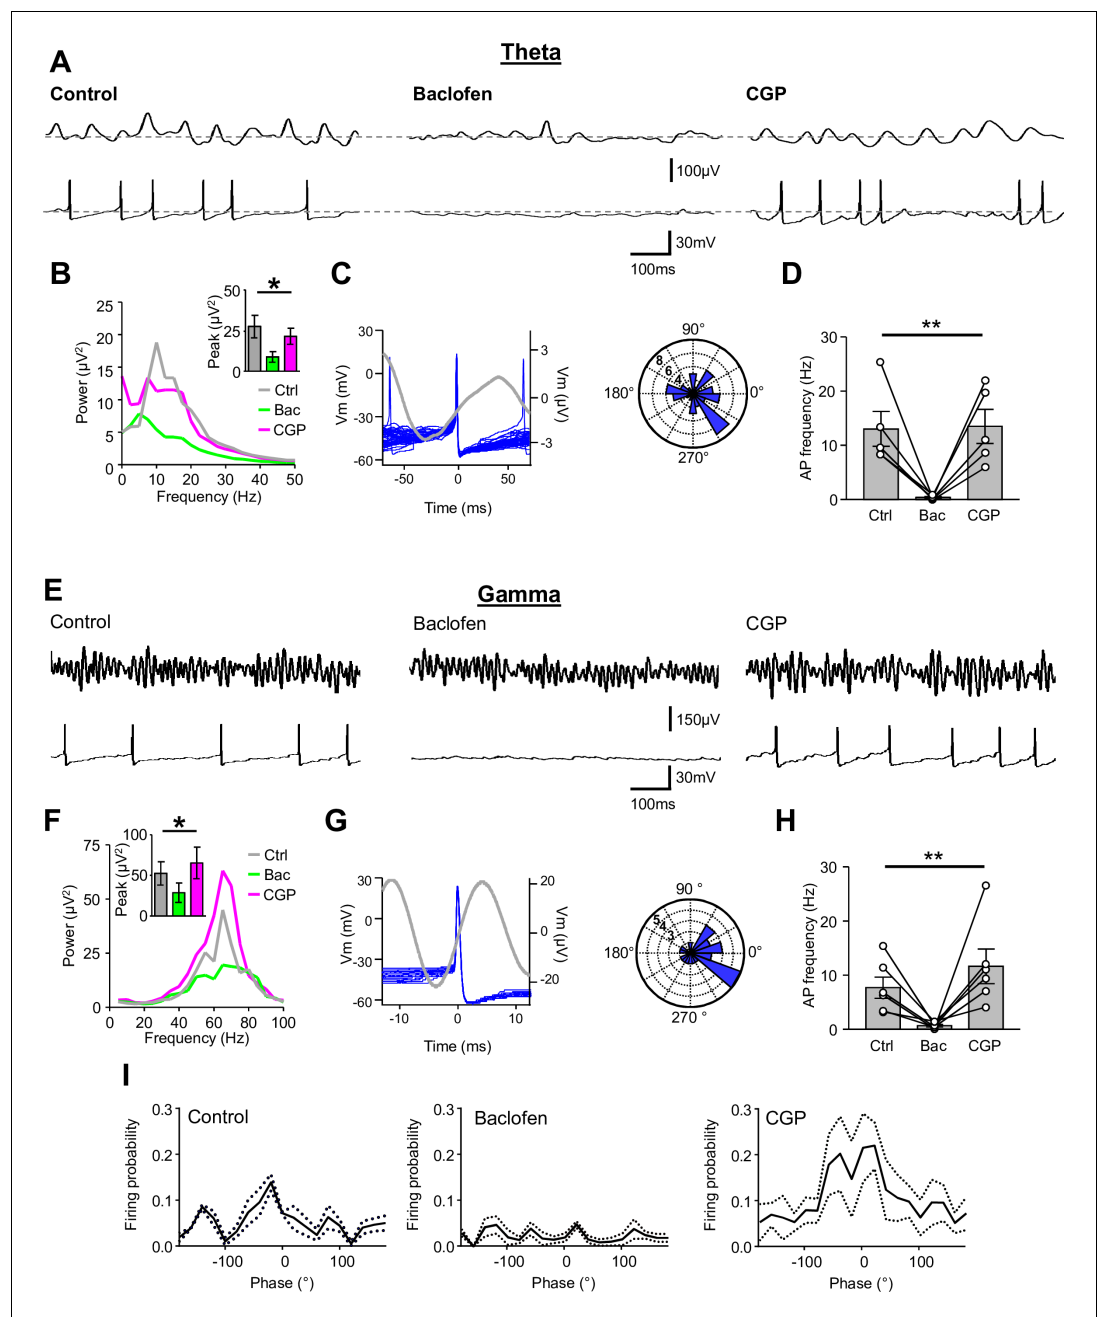 Theta
A
Control Baclofen CGP
100µV
30mV
100ms
B
C
D
Power (µV²)
25
20
15
10
5
0
0 10 20 30 40 50
Frequency (Hz)
Peak (µV²)
50
25
0
*
Ctrl
Bac
CGP
Vm (mV)
30
0
-30
-60
-50 0 50
Time (ms)
3
0
-3
Vm (µV)
90°
180°
0°
270°
8
6
4
AP frequency (Hz)
30
20
10
0
**
Ctrl Bac CGP
E
Gamma
Control Baclofen CGP
150µV
30mV
100ms
F
G
H
Power (µV²)
75
50
25
0
0 20 40 60 80 100
Frequency (Hz)
Peak (µV²)
100
50
0
*
Ctrl
Bac
CGP
Vm (mV)
30
0
-30
-60
-10 0 10
Time (ms)
20
0
-20
Vm (µV)
90 °
180°
0°
270 °
5
4
3
AP frequency (Hz)
30
20
10
0
**
Ctrl Bac CGP
I
Control
Firing probability
0.3
0.2
0.1
0.0
-100 0 100
Phase (°)
Baclofen
Firing probability
0.3
0.2
0.1
0.0
-100 0 100
Phase (°)
CGP
Firing probability
0.3
0.2
0.1
0.0
-100 0 100
Phase (°)